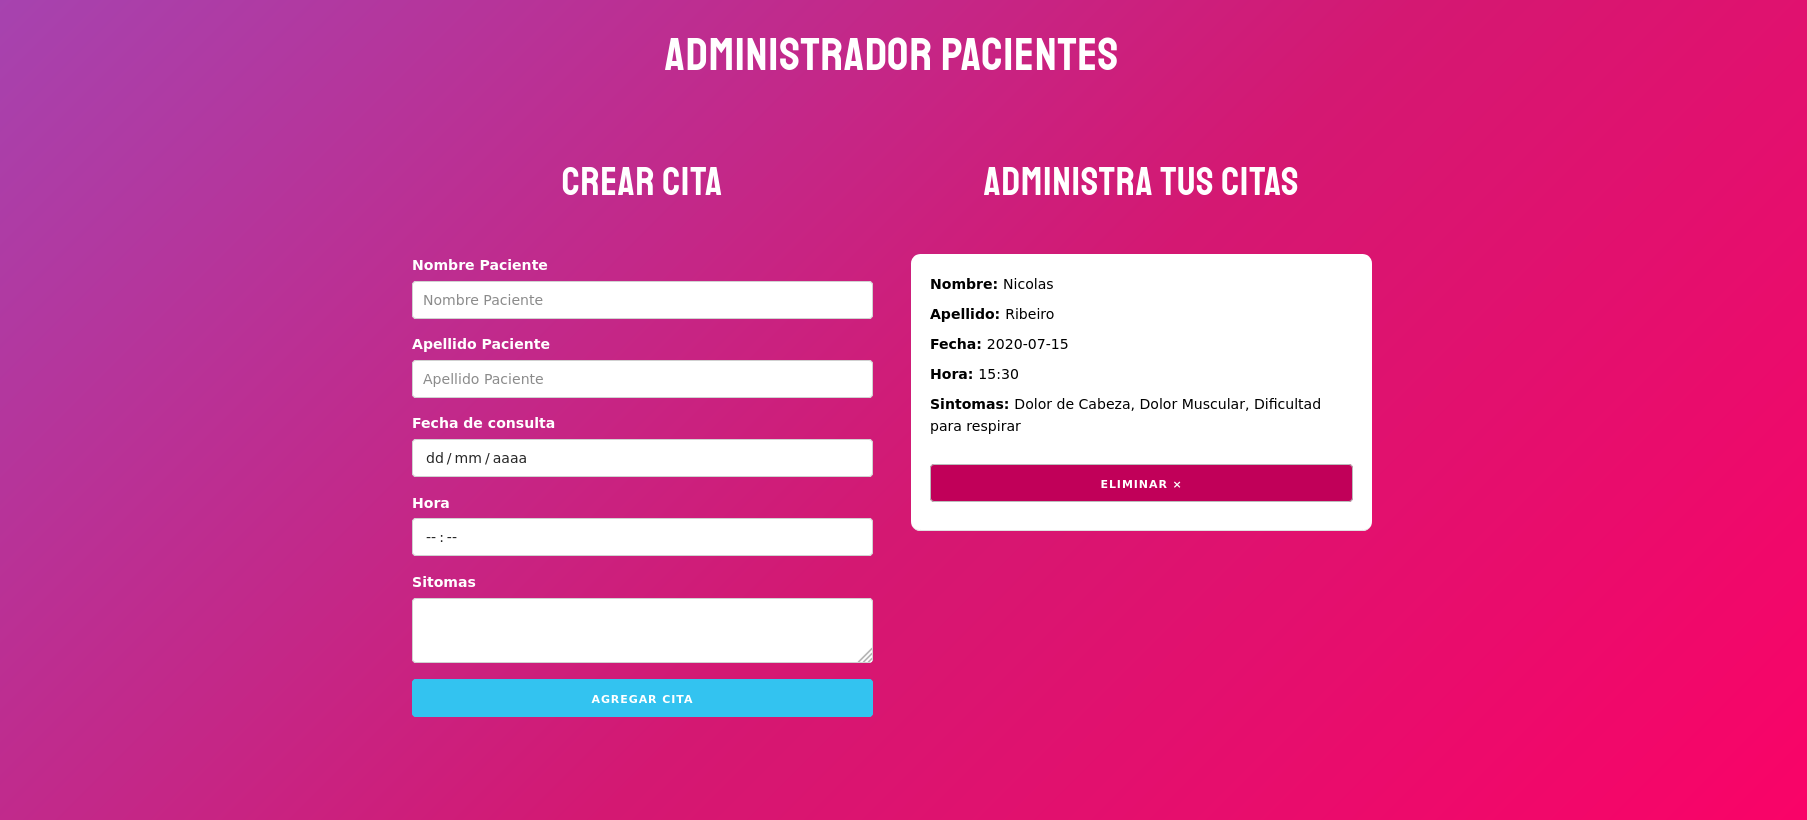 ADMINISTRADOR PACIENTES
CREAR CITA
Nombre Paciente
Nombre Paciente
Apellido Paciente
Apellido Paciente
Fecha de consulta
dd/mm/aaaa
Hora
--:--
Sitomas
AGREGAR CITA
ADMINISTRA TUS CITAS
Nombre: Nicolas
Apellido: Ribeiro
Fecha: 2020-07-15
Hora: 15:30
Sintomas: Dolor de Cabeza, Dolor Muscular, Dificultad
para respirar
ELIMINAR ×